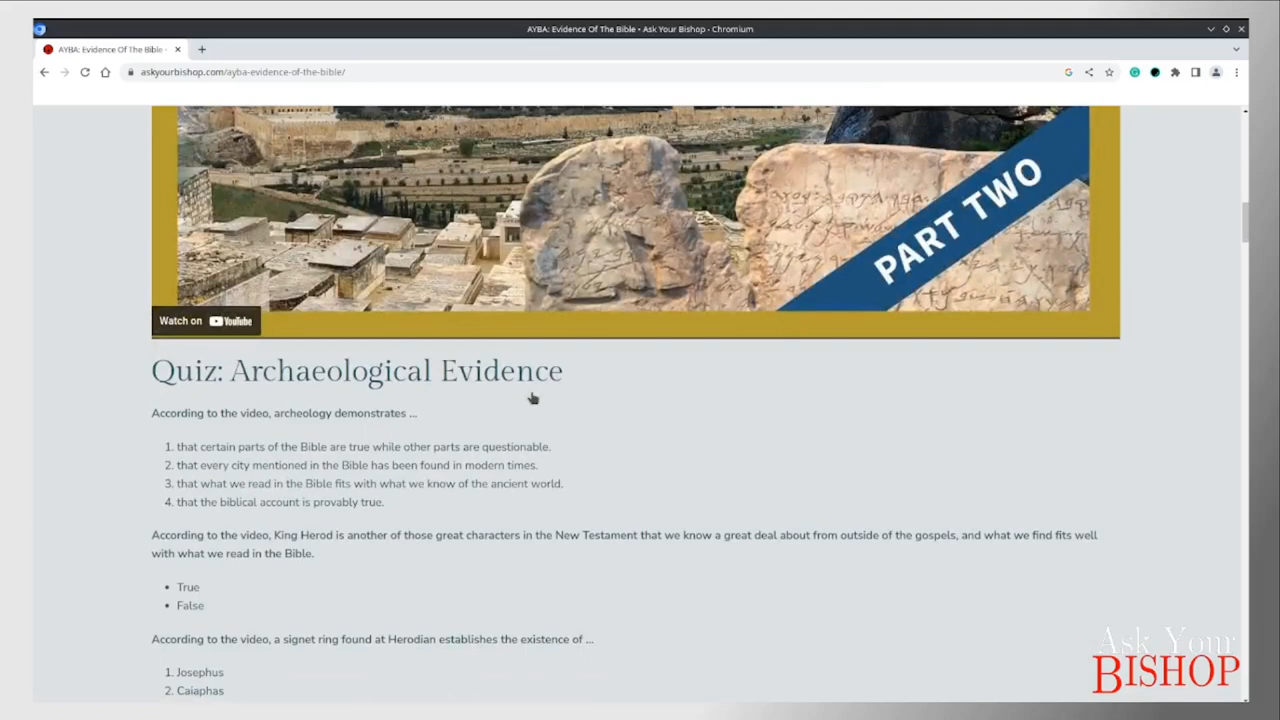 AYBA: Evidence Of The Bible • Ask Your Bishop - Chromium
AYBA: Evidence Of The Bible -
askyourbishop.com/ayba-evidence-of-the-bible/
PART TWO
Watch on YouTube
Quiz: Archaeological Evidence
According to the video, archeology demonstrates ...
1. that certain parts of the Bible are true while other parts are questionable.
2. that every city mentioned in the Bible has been found in modern times.
3. that what we read in the Bible fits with what we know of the ancient world.
4. that the biblical account is provably true.
According to the video, King Herod is another of those great characters in the New Testament that we know a great deal about from outside of the gospels, and what we find fits well
with what we read in the Bible.
• True
• False
According to the video, a signet ring found at Herodian establishes the existence of ...
1. Josephus
2. Caiaphas
Ask Your
BISHOP